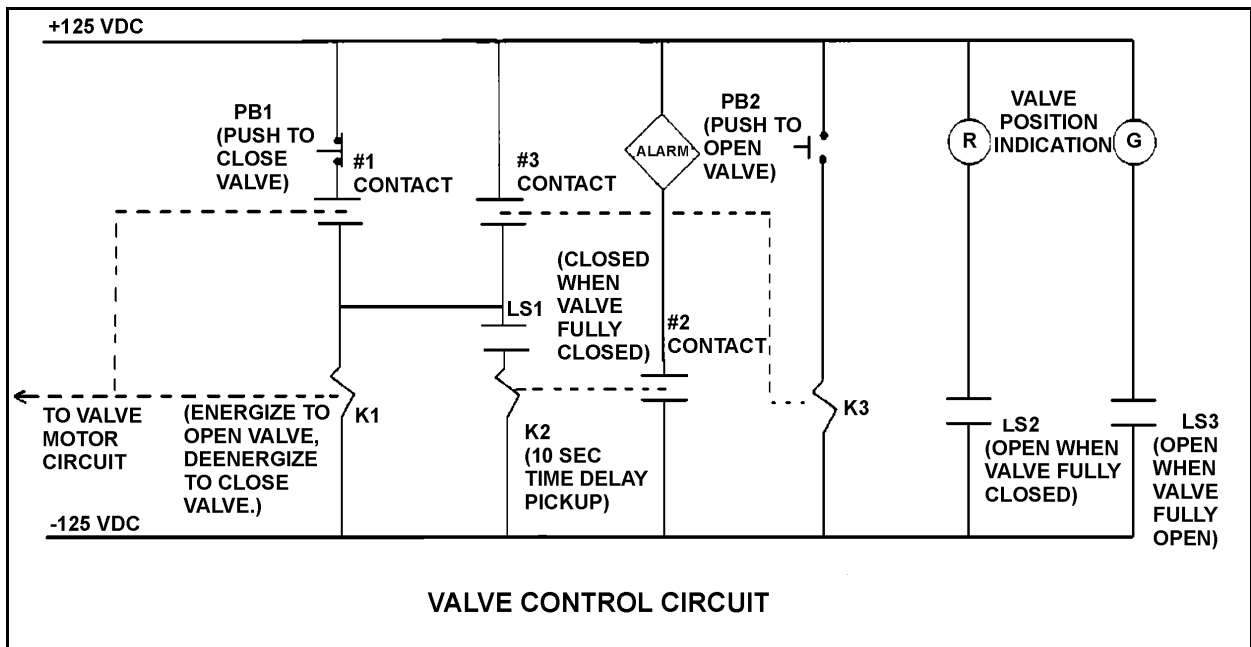 +125 VDC
PB1
(PUSH TO
CLOSE
VALVE)
#1
CONTACT
#3
CONTACT
ALARM
PB2
(PUSH TO
OPEN
VALVE)
R
VALVE
POSITION
INDICATION
G
(CLOSED
WHEN
VALVE
FULLY
CLOSED)
LS1
#2
CONTACT
TO VALVE
MOTOR
CIRCUIT
(ENERGIZE TO
OPEN VALVE,
DEENERGIZE
TO CLOSE
VALVE.)
K1
K2
(10 SEC
TIME DELAY
PICKUP)
K3
LS2
(OPEN WHEN
VALVE FULLY
CLOSED)
LS3
(OPEN
WHEN
VALVE
FULLY
OPEN)
-125 VDC
VALVE CONTROL CIRCUIT